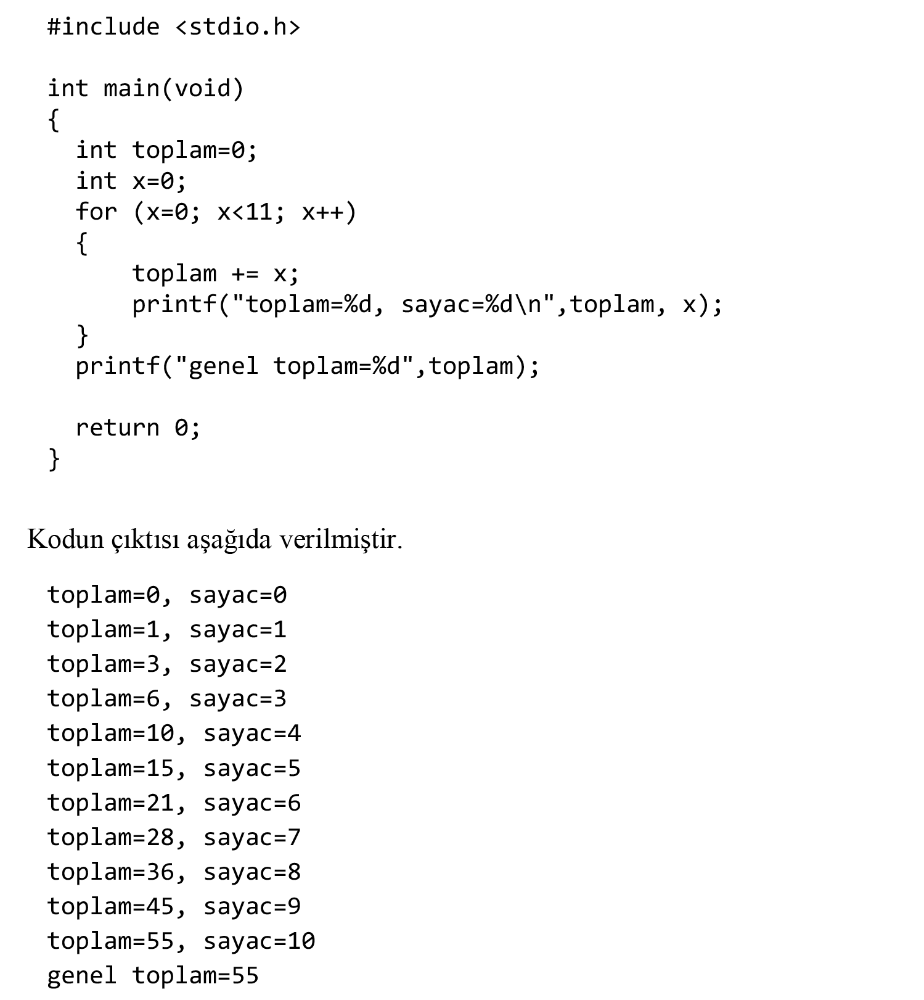 #include <stdio.h>
int main(void)
{
int toplam=0;
int x=0;
for (x=0; x<11; x++)
{
toplam += x;
printf("toplam=%d, sayac=%d\n",toplam, x);
}
printf("genel toplam=%d",toplam);
return 0;
}
Kodun çıktısı aşağıda verilmiştir.
toplam=0, sayac=0
toplam=1, sayac=1
toplam=3, sayac=2
toplam=6, sayac=3
toplam=10, sayac=4
toplam=15, sayac=5
toplam=21, sayac=6
toplam=28, sayac=7
toplam=36, sayac=8
toplam=45, sayac=9
toplam=55, sayac=10
genel toplam=55